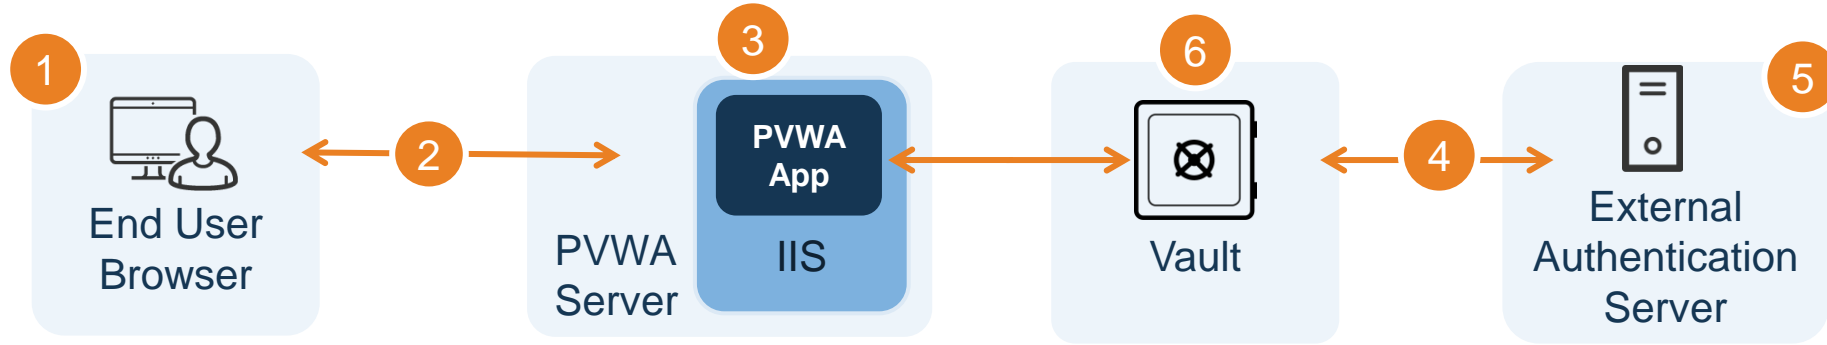 1
End User
Browser
2
PVWA
Server
3
PVWA
App
IIS
6
Vault
4
5
External
Authentication
Server